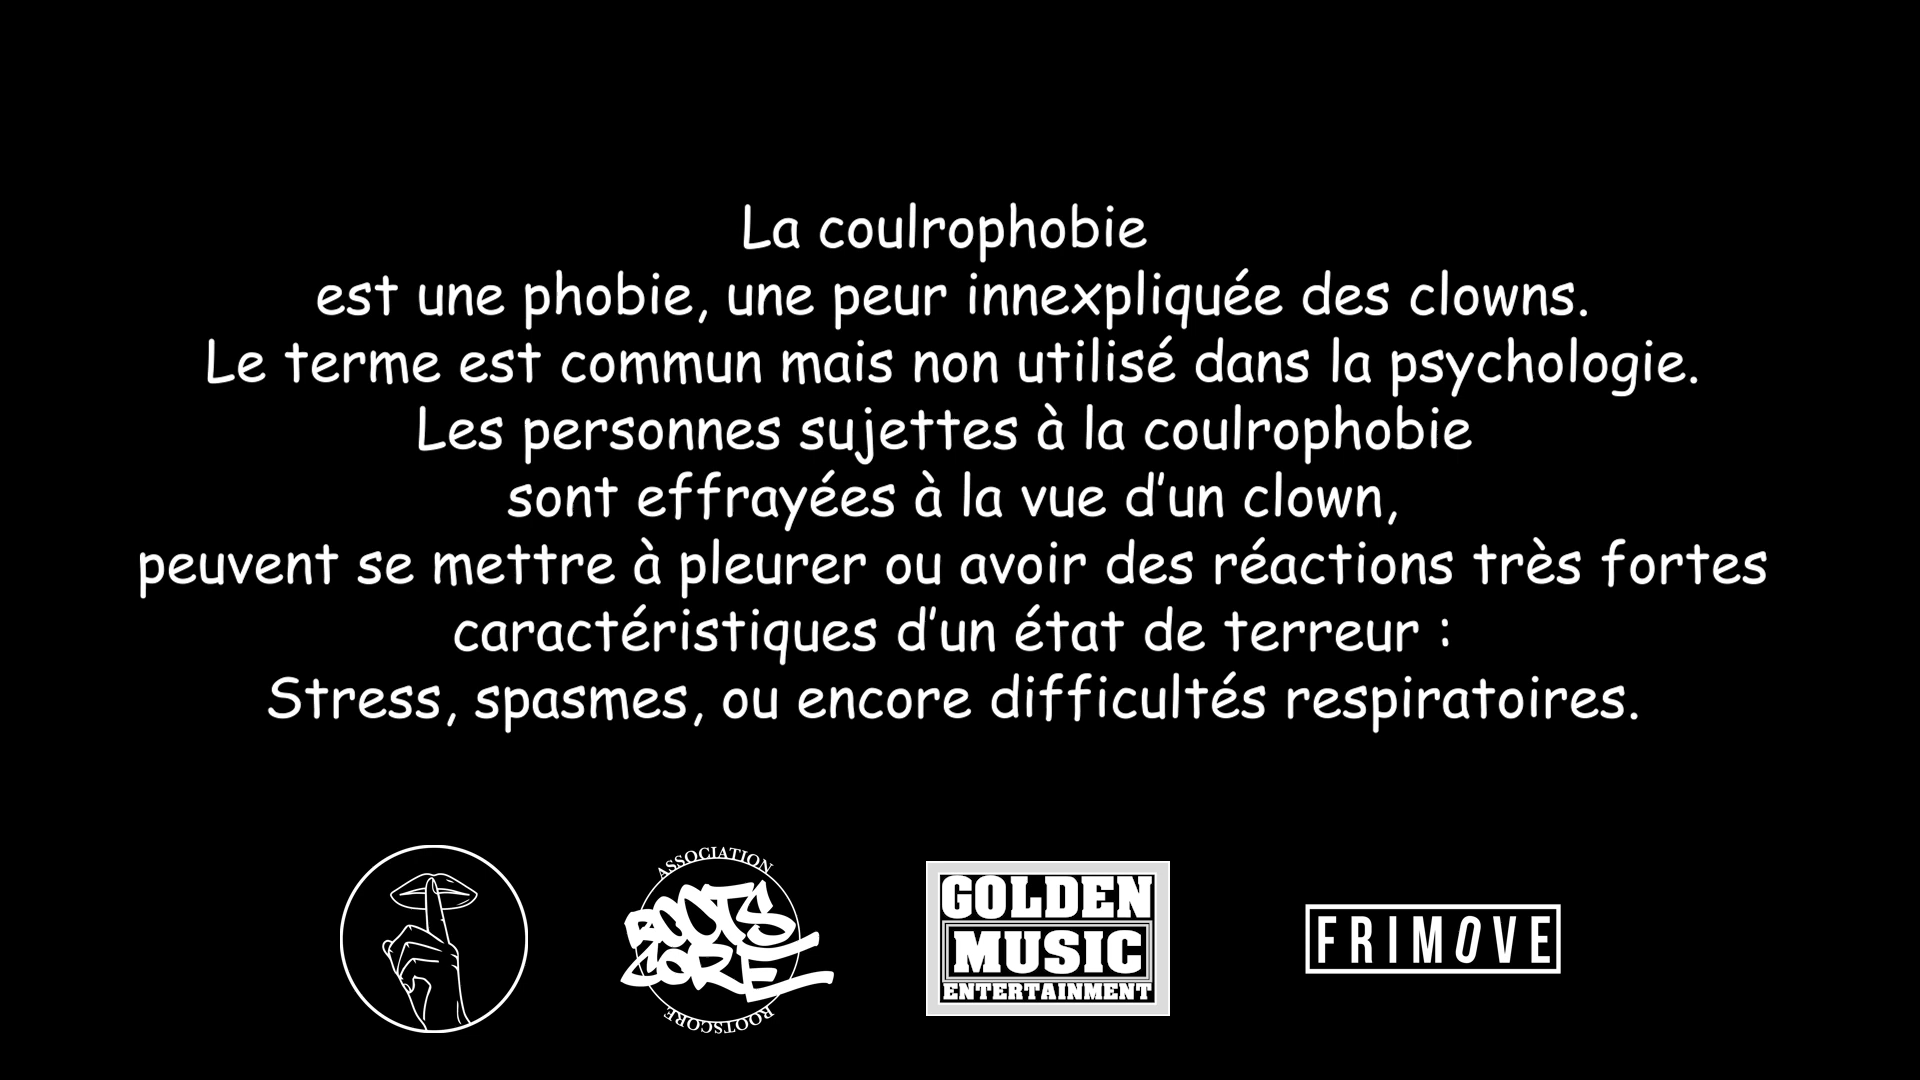 La coulrophobie
est une phobie, une peur innexpliquée des clowns.
Le terme est commun mais non utilisé dans la psychologie.
Les personnes sujettes à la coulrophobie
sont effrayées à la vue d’un clown,
peuvent se mettre à pleurer ou avoir des réactions très fortes
caractéristiques d’un état de terreur :
Stress, spasmes, ou encore difficultés respiratoires.
ASSOCIATION
ROOTS
CORE
ROOTSCORE
GOLDEN
MUSIC
ENTERTAINMENT
FRIMOVE